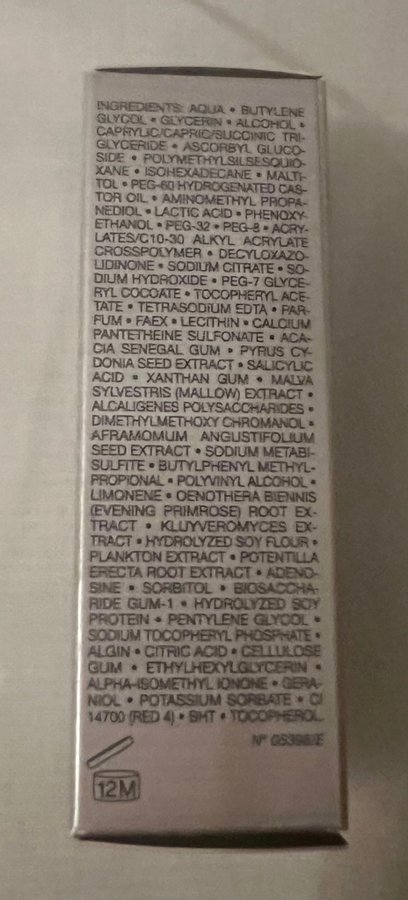 INGREDIENTS: AQUA • BUTYLENE
GLYCOL • GLYCERIN • ALCOHOL •
CAPRYLIC/CAPRIC/SUCCINIC TRI-
GLYCERIDE • ASCORBYL GLUCO-
SIDE • POLYMETHYLSILSESQUIO-
XANE • ISOHEXADECANE • MALTI-
TOL • PEG-60 HYDROGENATED CAS-
TOR OIL • AMINOMETHYL PROPA-
NEDIOL • LACTIC ACID • PHENOXY-
ETHANOL • PEG-32 • PEG-8 • ACRY-
LATES/C10-30 ALKYL ACRYLATE
CROSSPOLYMER • DECYLOXAZO-
LIDINONE • SODIUM CITRATE • SO-
DIUM HYDROXIDE • PEG-7 GLYCE-
RYL COCOATE • TOCOPHERYL ACE-
TATE • TETRASODIUM EDTA • PAR-
FUM • FAEX • LECITHIN • CALCIUM
PANTETHEINE SULFONATE • ACA-
CIA SENEGAL GUM • PYRUS CY-
DONIA SEED EXTRACT • SALICYLIC
ACID • XANTHAN GUM • MALVA
SYLVESTRIS (MALLOW) EXTRACT •
ALCALIGENES POLYSACCHARIDES •
DIMETHYLMETHOXY CHROMANOL •
AFRAMOMUM ANGUSTIFOLIUM
SEED EXTRACT • SODIUM METABI-
SULFITE • BUTYLPHENYL METHYL-
PROPIONAL • POLYVINYL ALCOHOL •
LIMONENE • OENOTHERA BIENNIS
(EVENING PRIMROSE) ROOT EX-
TRACT • KLUYVEROMYCES EX-
TRACT • HYDROLYZED SOY FLOUR •
PLANKTON EXTRACT • POTENTILLA
ERECTA ROOT EXTRACT • ADENO-
SINE • SORBITOL • BIOSACCHA-
RIDE GUM-1 • HYDROLYZED SOY
PROTEIN • PENTYLENE GLYCOL •
SODIUM TOCOPHERYL PHOSPHATE •
ALGIN • CITRIC ACID • CELLULOSE
GUM • ETHYLHEXYLGLYCERIN •
ALPHA-ISOMETHYL IONONE • GERA-
NIOL • POTASSIUM SORBATE • CI
14700 (RED 4) • BHT • TOCOPHEROL.
N°
12M